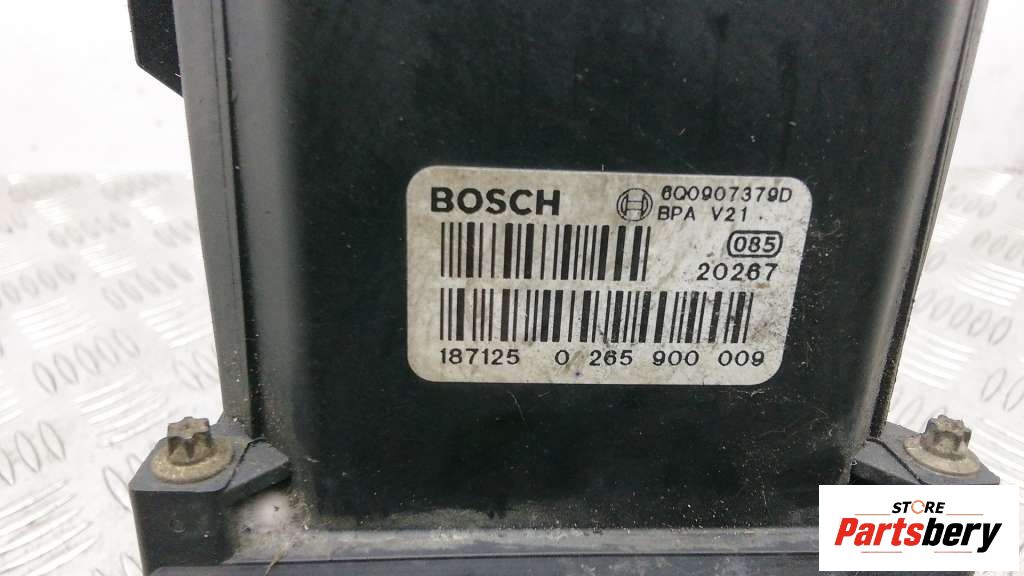 BOSCH
6Q0907379D
BPA V21
085
20267
187125 0 265 900 009
STORE
Partsbery